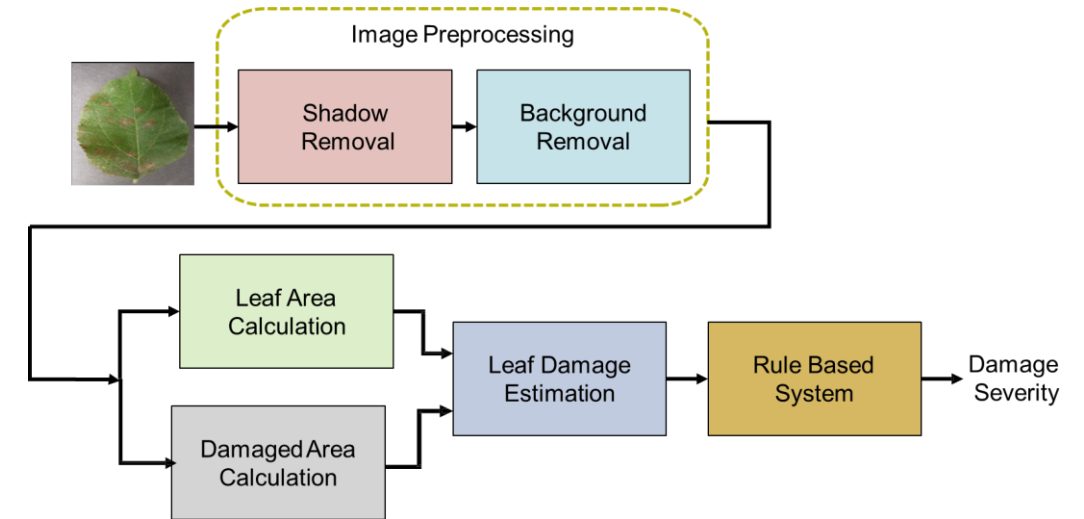 Image Preprocessing
Shadow
Removal
Background
Removal
Leaf Area
Calculation
Damaged Area
Calculation
Leaf Damage
Estimation
Rule Based
System
Damage
Severity